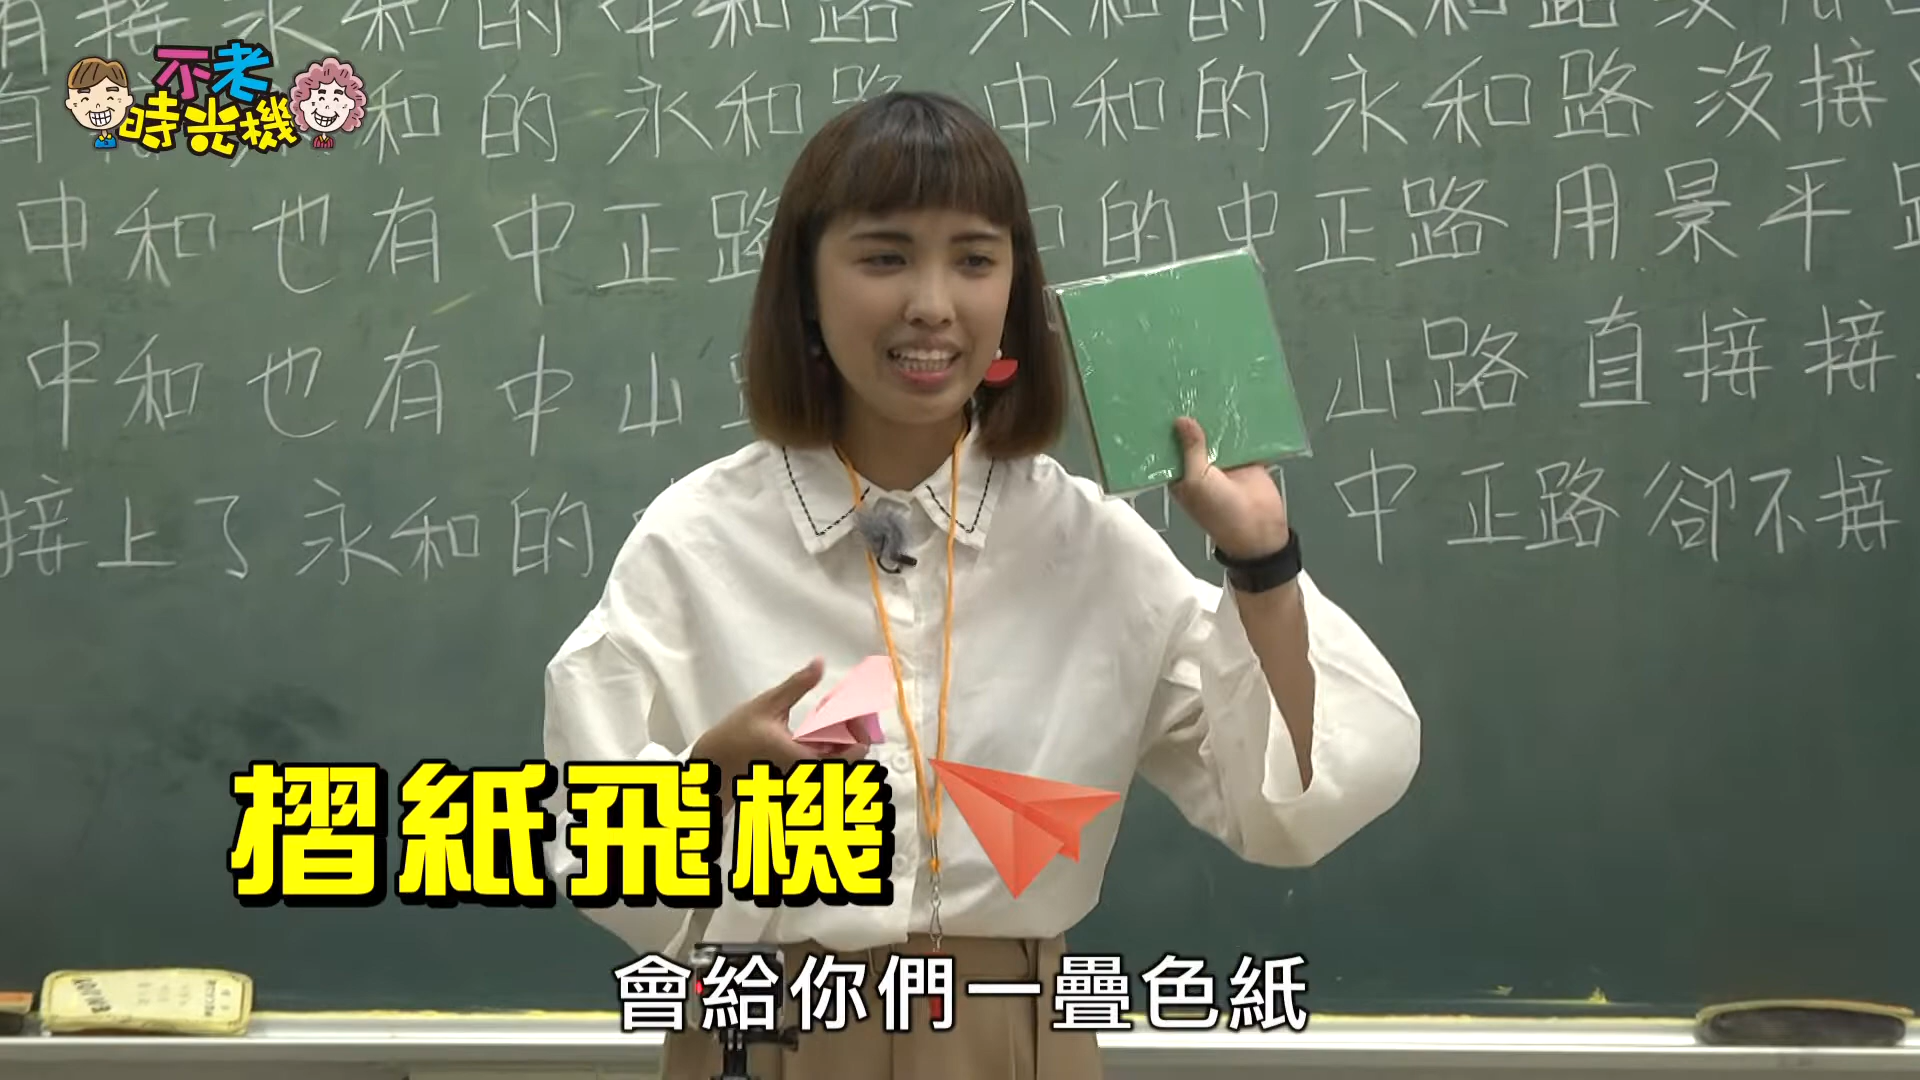 有接永和的中和路 永和的永和路沒
不老
時光機
有 和的永和路 中和的永和路沒接
中和也有中正路 和的中正路用景平路
中和也有中山 山路直接接
接上了永和的 中正路卻不接
摺紙飛機
會給你們一疊色紙